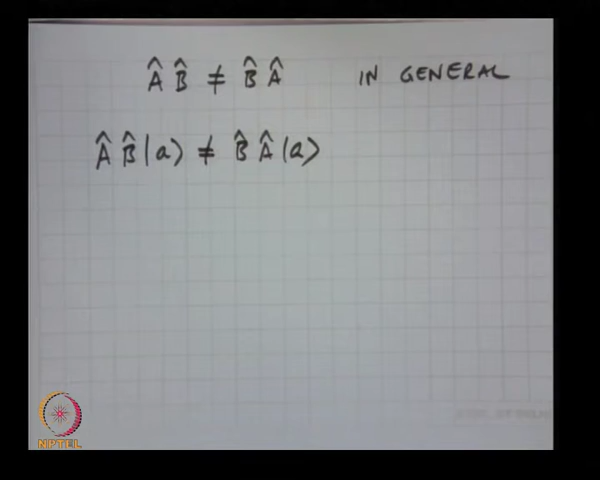 Â B̂ ≠ B̂ Â IN GENERAL
Â B̂ |a⟩ ≠ B̂ Â |a⟩
NPTEL